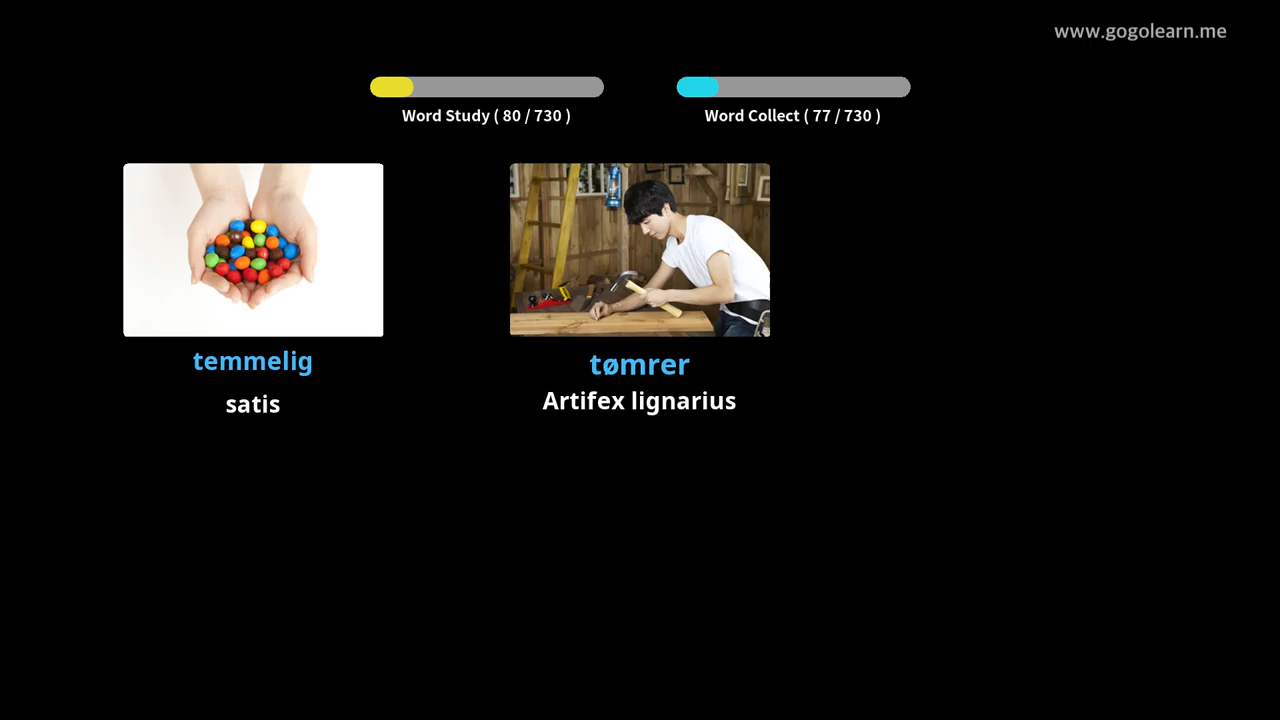 www.gogolearn.me
Word Study ( 80 / 730 )
Word Collect ( 77 / 730 )
temmelig
satis
tømrer
Artifex lignarius